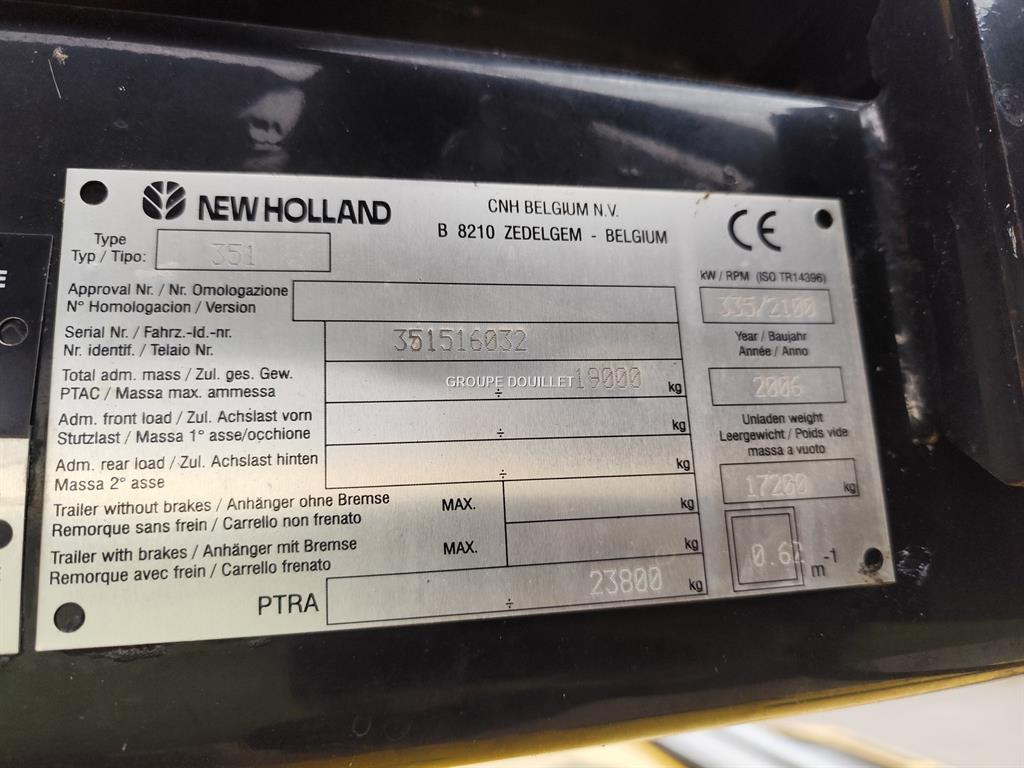 NEW HOLLAND
CNH BELGIUM N.V.
B 8210 ZEDELGEM - BELGIUM
CE
Type
Typ / Tipo:
351
Approval Nr. / Nr. Omologazione
N° Homologacion / Version
Serial Nr. / Fahrz.-Id.-nr.
Nr. identif. / Telaio Nr.
351516032
Total adm. mass / Zul. ges. Gew.
PTAC / Massa max. ammessa
÷ 19000 kg
GROUPE DOUILLET
Adm. front load / Zul. Achslast vorn
Stutzlast / Massa 1° asse/occhione
÷ kg
Adm. rear load / Zul. Achslast hinten
Massa 2° asse
÷ kg
Trailer without brakes / Anhänger ohne Bremse
Remorque sans frein / Carrello non frenato
MAX. kg
Trailer with brakes / Anhänger mit Bremse
Remorque avec frein / Carrello frenato
MAX. kg
PTRA ÷ 23800 kg
kW / RPM (ISO TR14396)
335/2100
Year / Baujahr
Année / Anno
2006
Unladen weight
Leergewicht / Poids vide
massa a vuoto
17200 kg
m-1
E